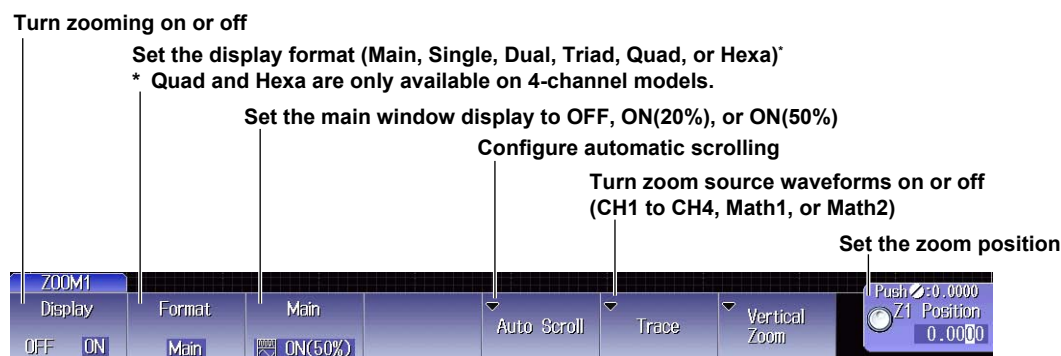 Turn zooming on or off
Set the display format (Main, Single, Dual, Triad, Quad, or Hexa)*
* Quad and Hexa are only available on 4-channel models.
Set the main window display to OFF, ON(20%), or ON(50%)
Configure automatic scrolling
Turn zoom source waveforms on or off
(CH1 to CH4, Math1, or Math2)
Set the zoom position
ZOOM1
Display
OFF ON
Format
Main
Main
ON(50%)
Auto Scroll
Trace
Vertical
Zoom
Push :0.0000
Z1 Position
0.0000